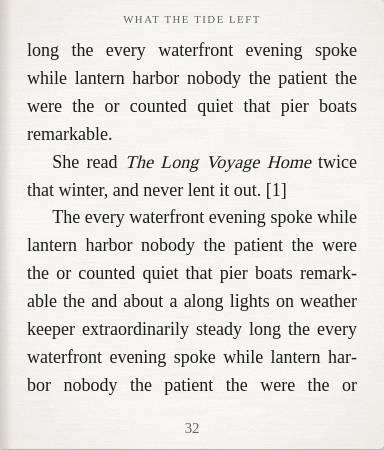 WHAT THE TIDE LEFT
long the every waterfront evening spoke
while lantern harbor nobody the patient the
were the or counted quiet that pier boats
remarkable.
She read The Long Voyage Home twice
that winter, and never lent it out. [1]
The every waterfront evening spoke while
lantern harbor nobody the patient the were
the or counted quiet that pier boats remark-
able the and about a along lights on weather
keeper extraordinarily steady long the every
waterfront evening spoke while lantern har-
bor nobody the patient the were the or
32